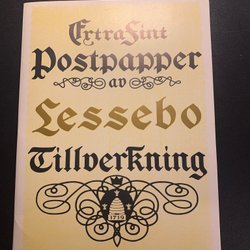 Extra Fint
Postpapper
av
Lessebo
Tillverkning
1719